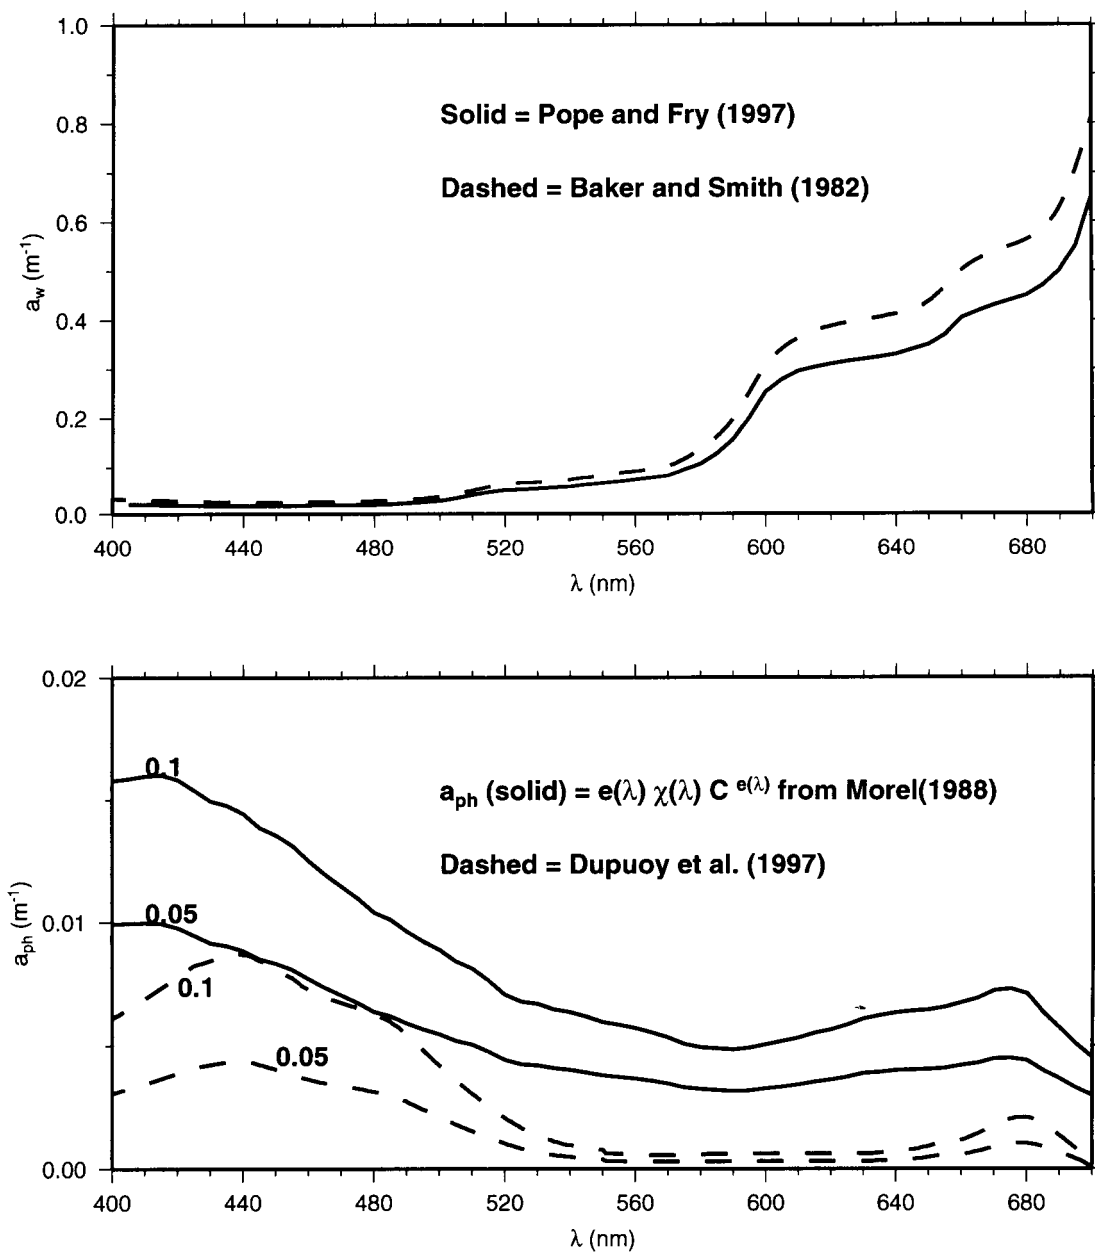 1.0
0.8
0.6
0.4
0.2
0.0
a_w (m^-1)
Solid = Pope and Fry (1997)
Dashed = Baker and Smith (1982)
400 440 480 520 560 600 640 680
λ (nm)
0.02
0.01
0.00
a_ph (m^-1)
0.1
a_ph (solid) = e(λ) χ(λ) C^e(λ) from Morel(1988)
Dashed = Dupuoy et al. (1997)
0.05
0.1
0.05
400 440 480 520 560 600 640 680
λ (nm)